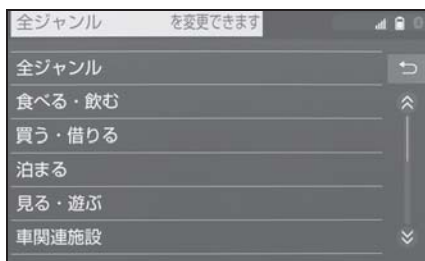 全ジャンル を変更できます
全ジャンル
食べる・飲む
買う・借りる
泊まる
見る・遊ぶ
車関連施設